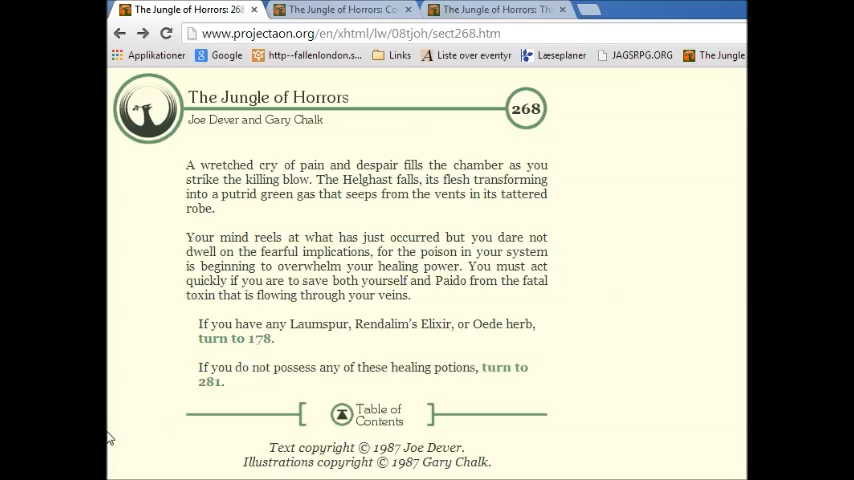 The Jungle of Horrors: 268
The Jungle of Horrors: Co
The Jungle of Horrors: The
www.projectaon.org/en/xhtml/lw/08tjoh/sect268.htm
Applikationer
Google
http--fallenlondon.s...
Links
Liste over eventyr
Læseplaner
JAGSRPG.ORG
The Jungle
The Jungle of Horrors
268
Joe Dever and Gary Chalk
A wretched cry of pain and despair fills the chamber as you
strike the killing blow. The Helghast falls, its flesh transforming
into a putrid green gas that seeps from the vents in its tattered
robe.
Your mind reels at what has just occurred but you dare not
dwell on the fearful implications, for the poison in your system
is beginning to overwhelm your healing power. You must act
quickly if you are to save both yourself and Paido from the fatal
toxin that is flowing through your veins.
If you have any Laumspur, Rendalim's Elixir, or Oede herb,
turn to 178.
If you do not possess any of these healing potions, turn to
281.
Table of
Contents
Text copyright © 1987 Joe Dever.
Illustrations copyright © 1987 Gary Chalk.